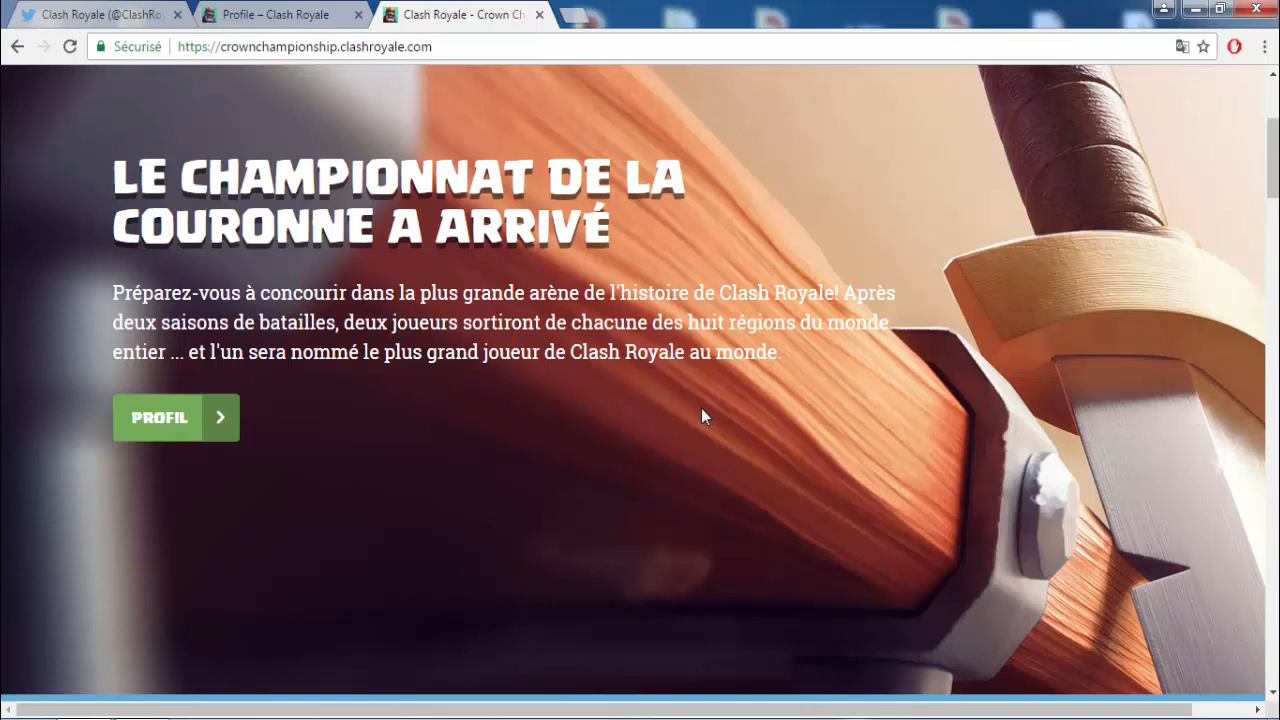 Clash Royale (@ClashRo
Profile – Clash Royale
Clash Royale - Crown Ch
Sécurisé
https://crownchampionship.clashroyale.com
LE CHAMPIONNAT DE LA
COURONNE A ARRIVÉ
Préparez-vous à concourir dans la plus grande arène de l'histoire de Clash Royale! Après
deux saisons de batailles, deux joueurs sortiront de chacune des huit régions du monde
entier ... et l'un sera nommé le plus grand joueur de Clash Royale au monde.
PROFIL